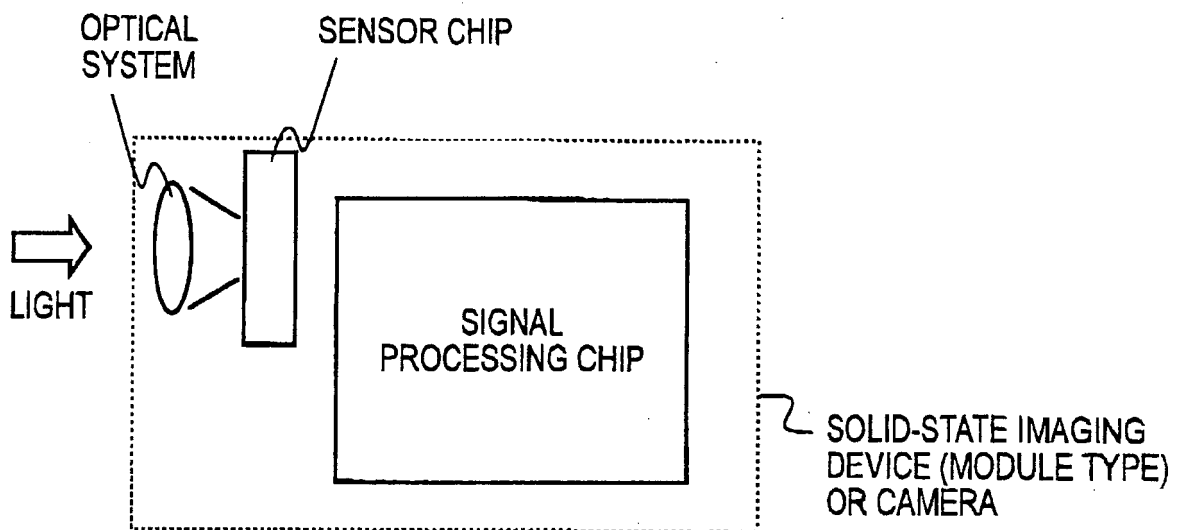 OPTICAL
SYSTEM
SENSOR CHIP
LIGHT
SIGNAL
PROCESSING CHIP
SOLID-STATE IMAGING
DEVICE (MODULE TYPE)
OR CAMERA